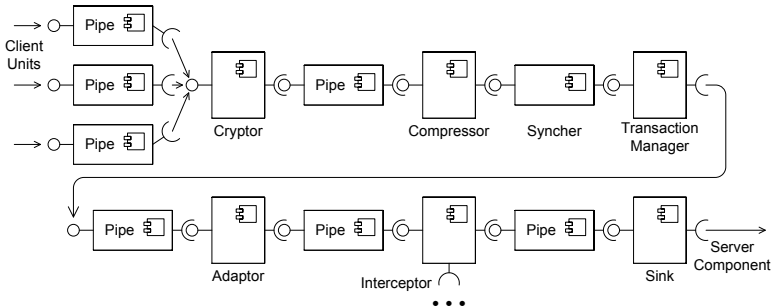 Pipe
Client
Units
Pipe
Pipe
Pipe
Cryptor
Compressor
Syncher
Transaction
Manager
Pipe
Pipe
Pipe
Adaptor
Interceptor
Sink
Server
Component
• • •